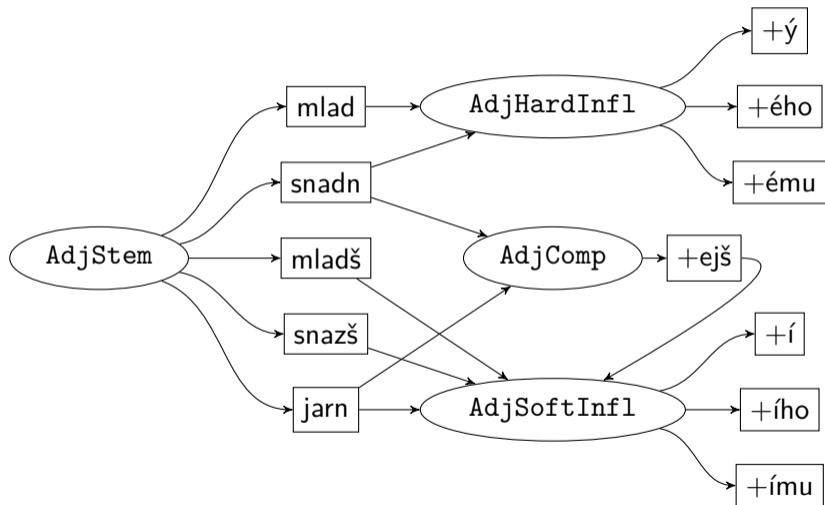 +ý
mlad
AdjHardInfl
+ého
snadn
+ému
AdjStem
mladš
AdjComp
+ejš
snazš
+í
jarn
AdjSoftInfl
+ího
+ímu